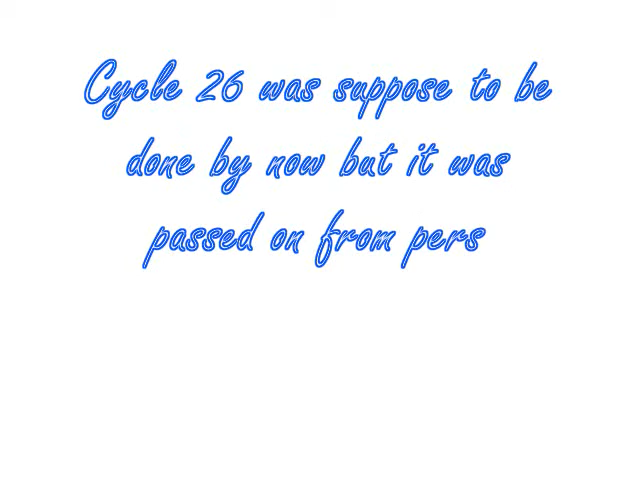 Cycle 26 was suppose to be
done by now but it was
passed on from pers